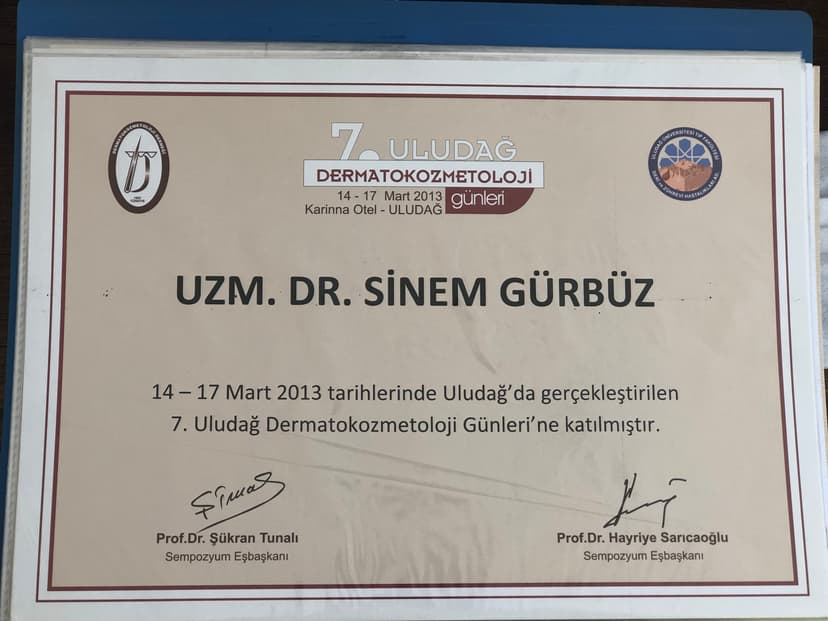 7. ULUDAĞ
DERMATOKOZMETOLOJİ
14 - 17 Mart 2013
günleri
Karinna Otel - ULUDAĞ
UZM. DR. SİNEM GÜRBÜZ
14 – 17 Mart 2013 tarihlerinde Uludağ’da gerçekleştirilen
7. Uludağ Dermatokozmetoloji Günleri’ne katılmıştır.
Prof.Dr. Şükran Tunalı
Sempozyum Eşbaşkanı
Prof.Dr. Hayriye Sarıcaoğlu
Sempozyum Eşbaşkanı